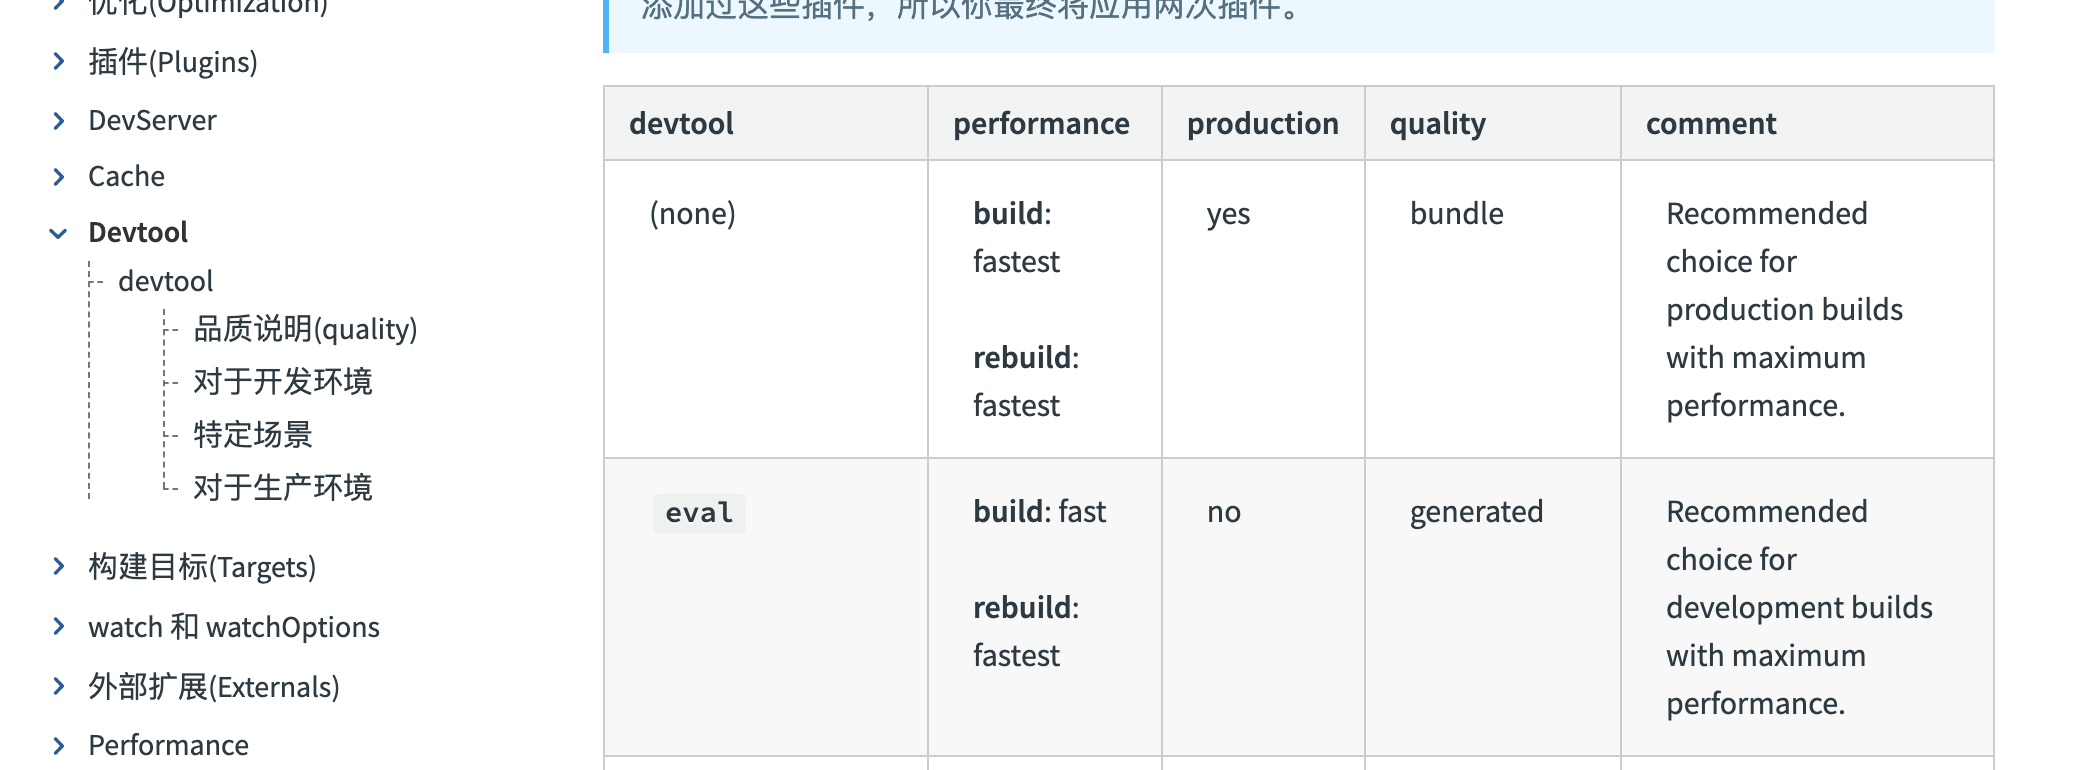 优化(Optimization)
插件(Plugins)
DevServer
Cache
Devtool
devtool
品质说明(quality)
对于开发环境
特定场景
对于生产环境
构建目标(Targets)
watch 和 watchOptions
外部扩展(Externals)
Performance
添加过这些插件，所以你最终将应用两次插件。
devtool performance production quality comment
(none) build: yes bundle Recommended
fastest choice for
production builds
rebuild: with maximum
fastest performance.
eval build: fast no generated Recommended
choice for
rebuild: development builds
fastest with maximum
performance.